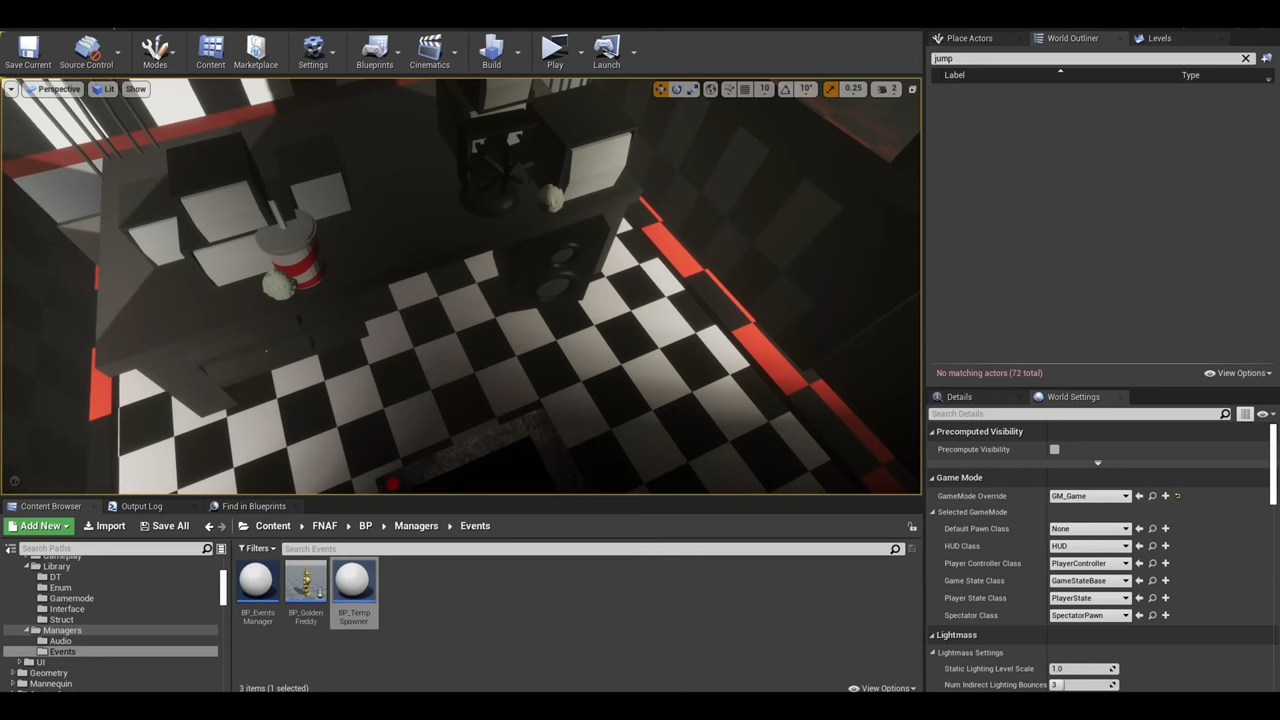 Save Current
Source Control
Modes
Content
Marketplace
Settings
Blueprints
Cinematics
Build
Play
Launch
Place Actors
World Outliner
Levels
jump
Label
Type
Perspective
Lit
Show
10
10°
0.25
2
No matching actors (72 total)
View Options
Details
World Settings
Search Details
Precomputed Visibility
Precompute Visibility
Game Mode
GameMode Override
GM_Game
Selected GameMode
Default Pawn Class
None
HUD Class
HUD
Player Controller Class
PlayerController
Game State Class
GameStateBase
Player State Class
PlayerState
Spectator Class
SpectatorPawn
Lightmass
Lightmass Settings
Static Lighting Level Scale
1.0
Num Indirect Lighting Bounces
3
Content Browser
Output Log
Find in Blueprints
Add New
Import
Save All
Content
FNAF
BP
Managers
Events
Search Paths
Filters
Search Events
Gameplay
Library
DT
Enum
Gamemode
Interface
Struct
Managers
Audio
Events
UI
Geometry
Mannequin
BP_Events
Manager
BP_Golden
Freddy
BP_Temp
Spawner
3 items (1 selected)
View Options